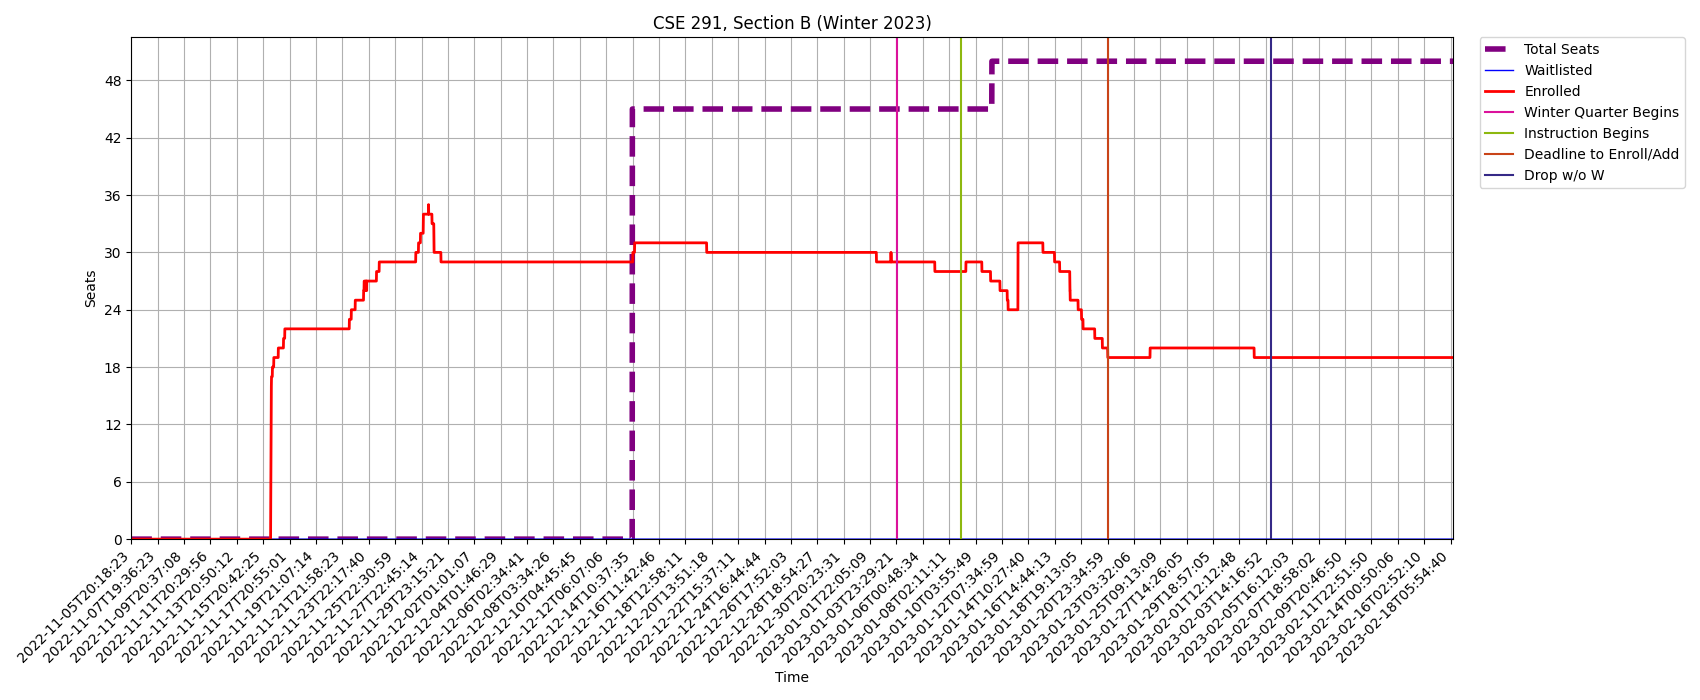 CSE 291, Section B (Winter 2023)
Total Seats
Waitlisted
Enrolled
Winter Quarter Begins
Instruction Begins
Deadline to Enroll/Add
Drop w/o W
Seats
48
42
36
30
24
18
12
6
0
2022-11-05T20:18:23
2022-11-07T19:36:23
2022-11-09T20:37:08
2022-11-11T20:29:56
2022-11-13T20:50:12
2022-11-15T20:42:25
2022-11-17T20:55:01
2022-11-19T21:07:14
2022-11-21T21:58:23
2022-11-23T22:17:40
2022-11-25T22:30:59
2022-11-27T22:45:14
2022-11-29T23:15:21
2022-12-02T01:01:07
2022-12-04T01:46:29
2022-12-06T02:34:41
2022-12-08T03:34:26
2022-12-10T04:45:45
2022-12-12T06:07:06
2022-12-14T10:37:35
2022-12-16T11:42:46
2022-12-18T12:58:11
2022-12-20T13:51:18
2022-12-22T15:37:11
2022-12-24T16:44:44
2022-12-26T17:52:03
2022-12-28T18:54:27
2022-12-30T20:23:31
2023-01-01T22:05:09
2023-01-03T23:29:21
2023-01-06T00:48:34
2023-01-08T02:11:11
2023-01-10T03:55:49
2023-01-12T07:34:59
2023-01-14T10:27:40
2023-01-16T14:44:13
2023-01-18T19:13:05
2023-01-20T23:34:59
2023-01-23T03:32:06
2023-01-25T09:13:09
2023-01-27T14:26:05
2023-01-29T18:57:05
2023-02-01T12:12:48
2023-02-03T14:16:52
2023-02-05T16:12:03
2023-02-07T18:58:02
2023-02-09T20:46:50
2023-02-11T22:51:50
2023-02-14T00:50:06
2023-02-16T02:52:10
2023-02-18T05:54:40
Time